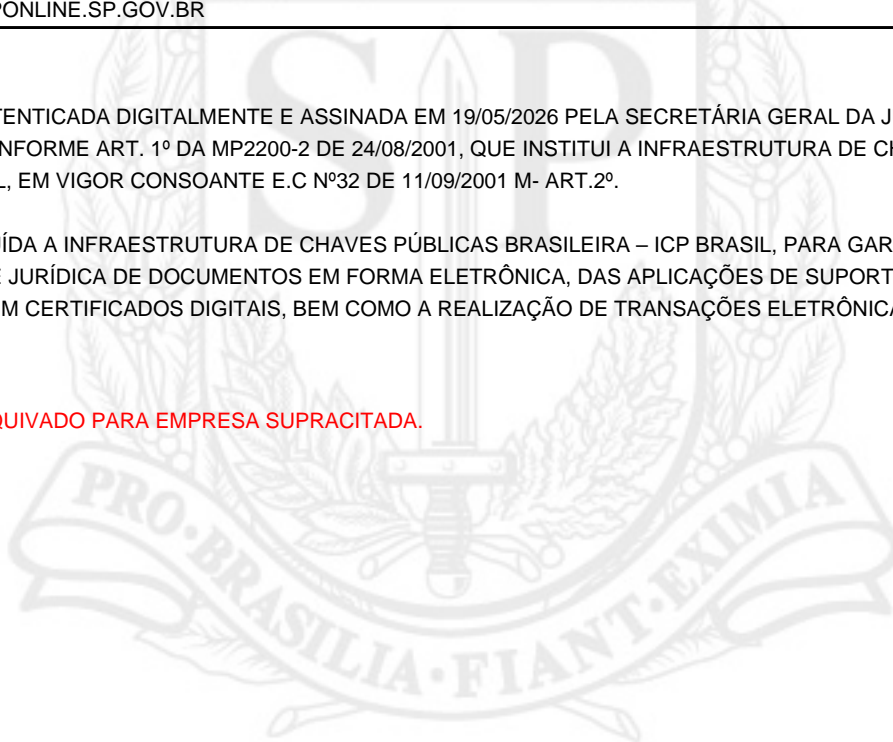 PONLINE.SP.GOV.BR
TENTICADA DIGITALMENTE E ASSINADA EM 19/05/2026 PELA SECRETÁRIA GERAL DA J
NFORME ART. 1º DA MP2200-2 DE 24/08/2001, QUE INSTITUI A INFRAESTRUTURA DE CH
L, EM VIGOR CONSOANTE E.C Nº32 DE 11/09/2001 M- ART.2º.
ÍDA A INFRAESTRUTURA DE CHAVES PÚBLICAS BRASILEIRA – ICP BRASIL, PARA GAR
E JURÍDICA DE DOCUMENTOS EM FORMA ELETRÔNICA, DAS APLICAÇÕES DE SUPORT
M CERTIFICADOS DIGITAIS, BEM COMO A REALIZAÇÃO DE TRANSAÇÕES ELETRÔNICA
QUIVADO PARA EMPRESA SUPRACITADA.
SP
PRO·BRASILIA·FIANT·EXIMIA